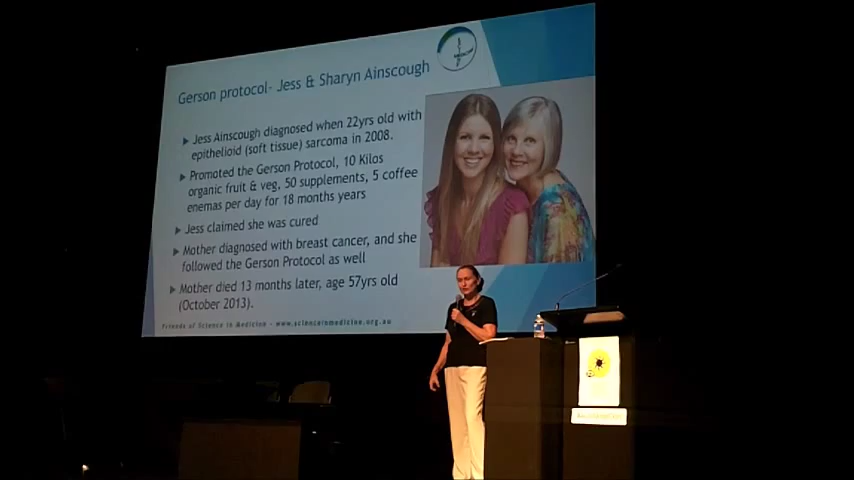 Gerson protocol- Jess & Sharyn Ainscough
Jess Ainscough diagnosed when 22yrs old with
epithelioid (soft tissue) sarcoma in 2008.
Promoted the Gerson Protocol, 10 Kilos
organic fruit & veg, 50 supplements, 5 coffee
enemas per day for 18 months years
Jess claimed she was cured
Mother diagnosed with breast cancer, and she
followed the Gerson Protocol as well
Mother died 13 months later, age 57yrs old
(October 2013).
Friends of Science in Medicine - www.scienceinmedicine.org.au